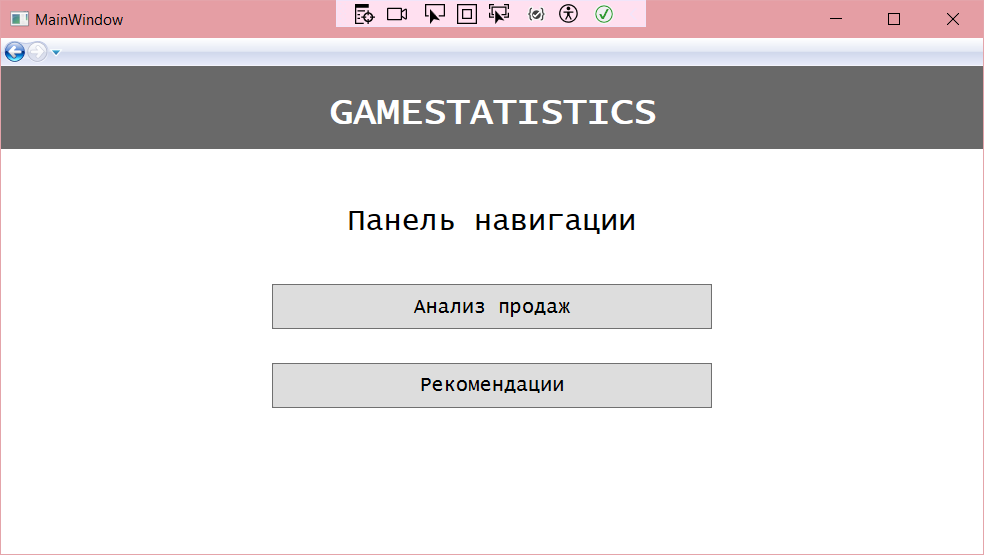 MainWindow
GAMESTATISTICS
Панель навигации
Анализ продаж
Рекомендации